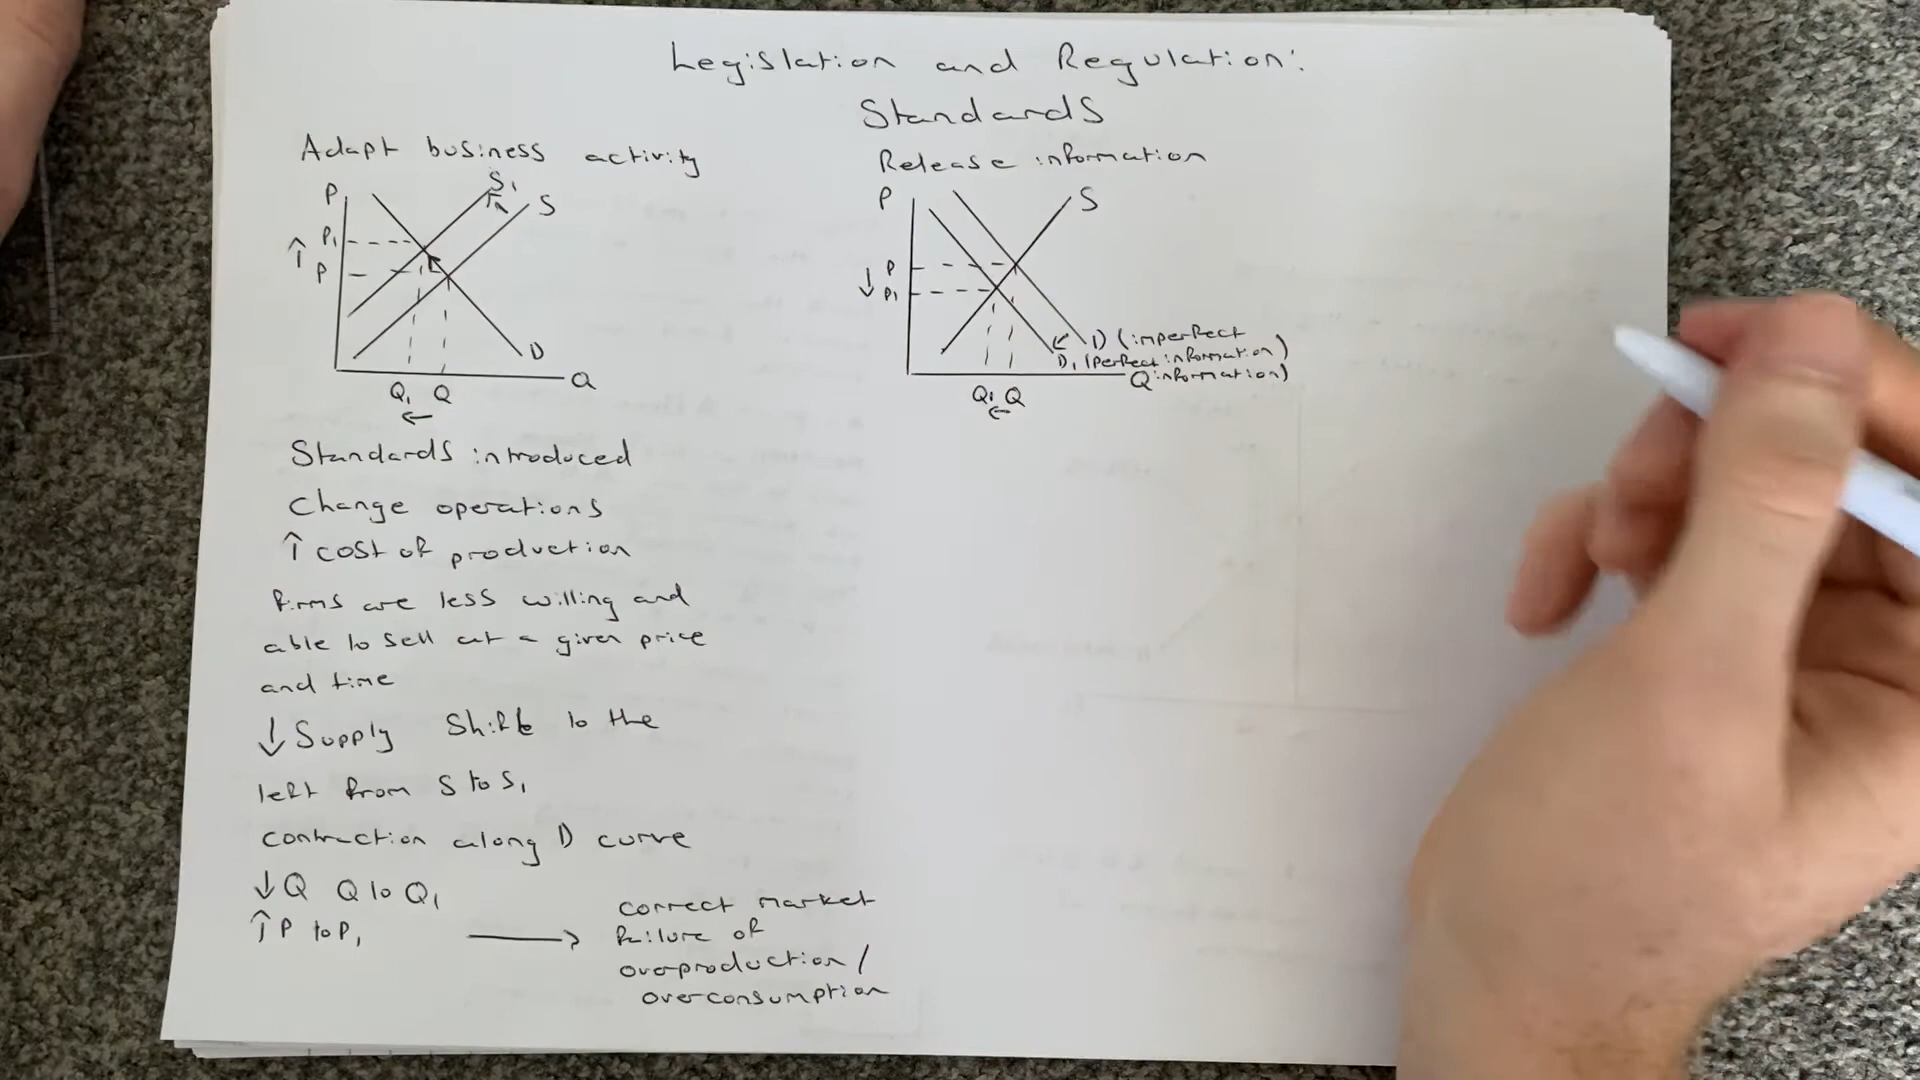 Legislation and Regulation:
Standards
Adapt business activity
P
S1
S
P1
↑
P
D
Q
Q1 Q
←
Standards introduced
Change operations
↑ cost of production
firms are less willing and
able to sell at a given price
and time
↓ Supply Shift to the
left from S to S1
contraction along D curve
↓Q Q to Q1
↑P to P1
correct market
failure of
overproduction/
overconsumption
Release information
P
S
P
↓ P1
D (imperfect
D1 (perfect information)
Q information)
Q1 Q
←